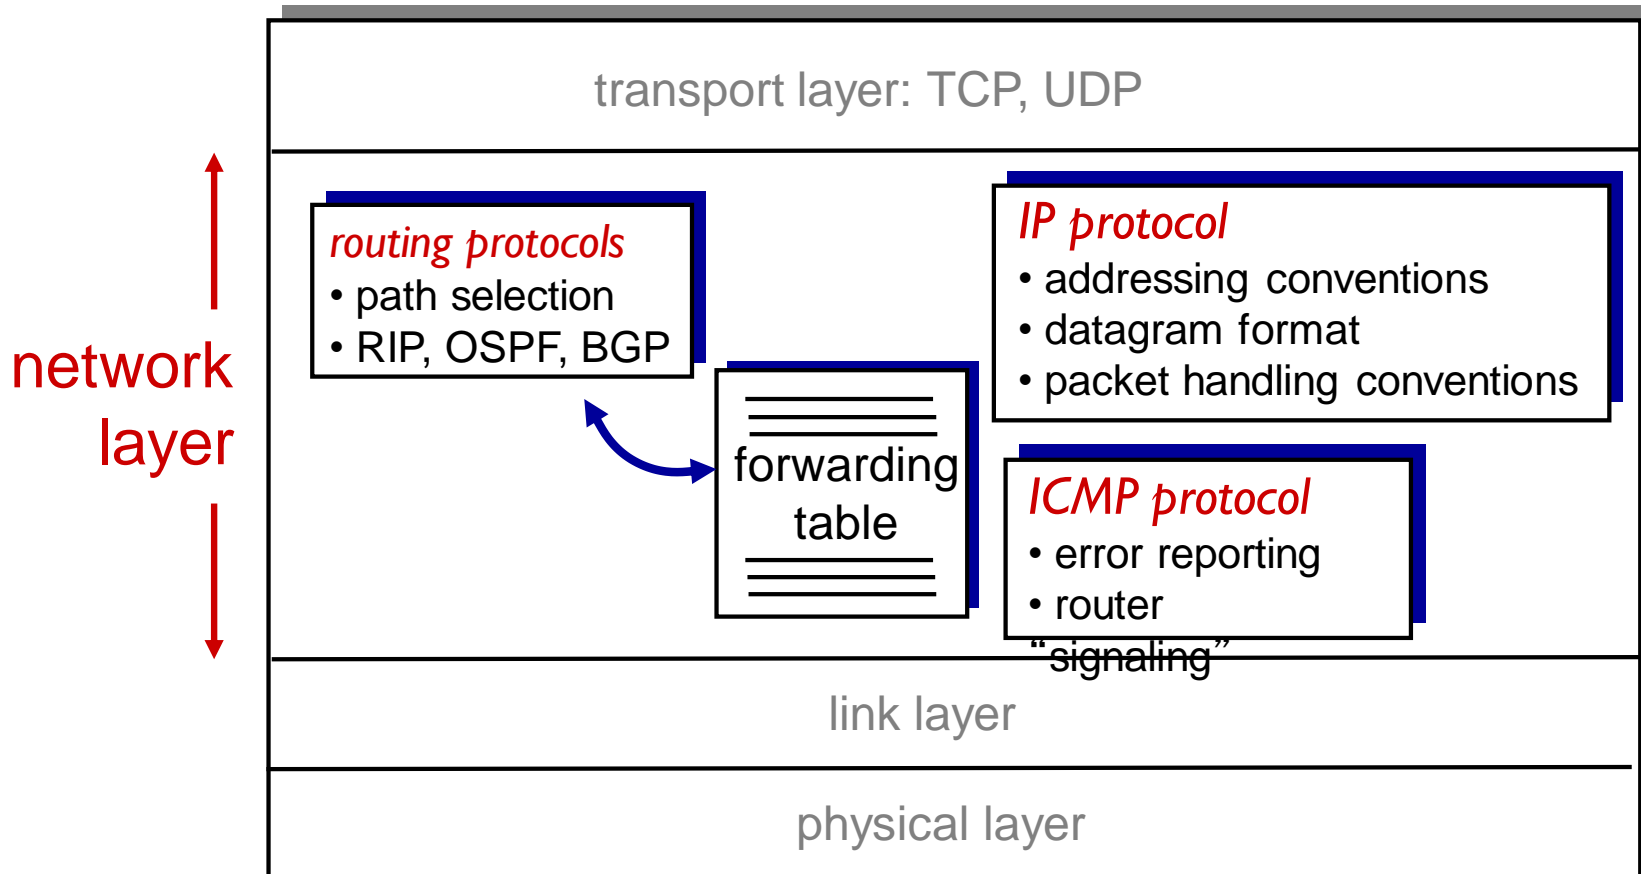 transport layer: TCP, UDP
network
layer
routing protocols
• path selection
• RIP, OSPF, BGP
forwarding
table
IP protocol
• addressing conventions
• datagram format
• packet handling conventions
ICMP protocol
• error reporting
• router
“signaling”
link layer
physical layer